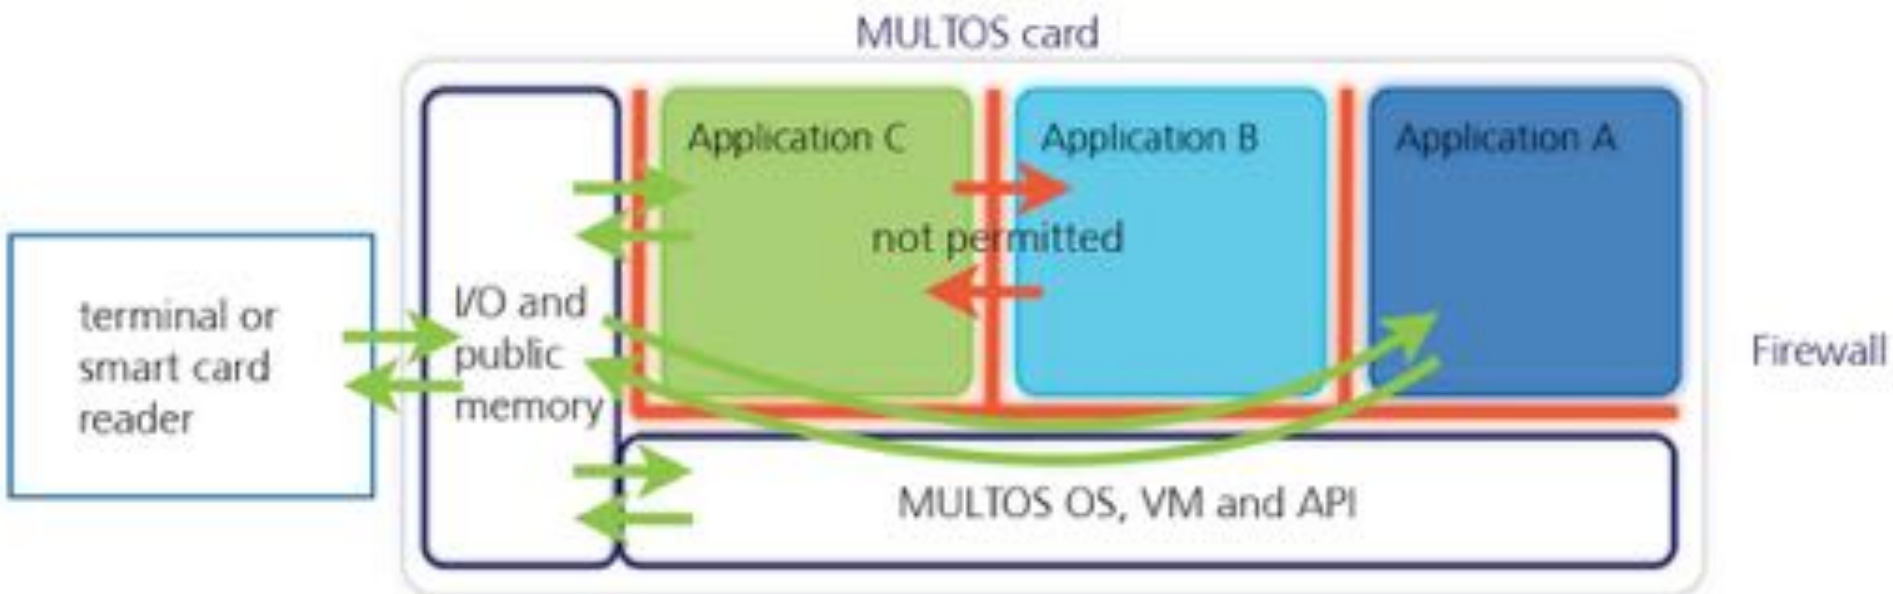 MULTOS card
Application C
Application B
Application A
not permitted
terminal or
smart card
reader
I/O and
public
memory
Firewall
MULTOS OS, VM and API